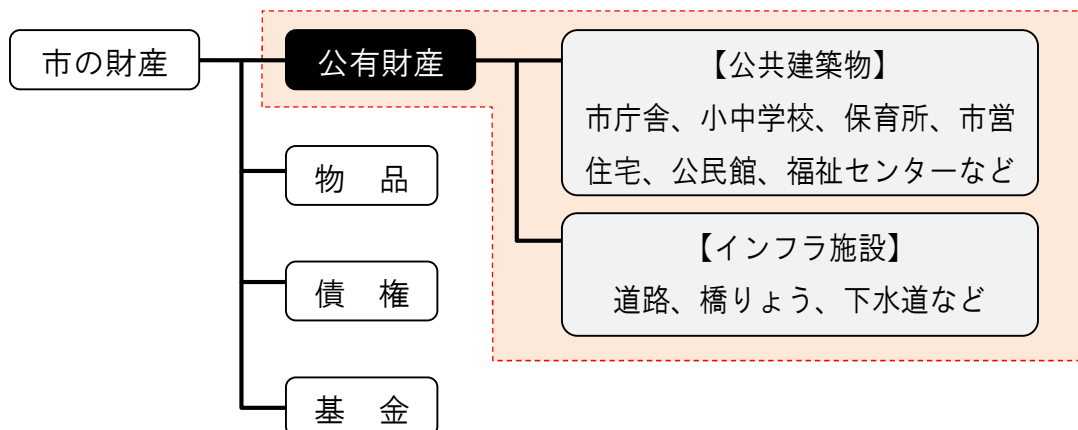 市の財産
公有財産
【公共建築物】
市庁舎、小中学校、保育所、市営
住宅、公民館、福祉センターなど
物　品
【インフラ施設】
道路、橋りょう、下水道など
債　権
基　金